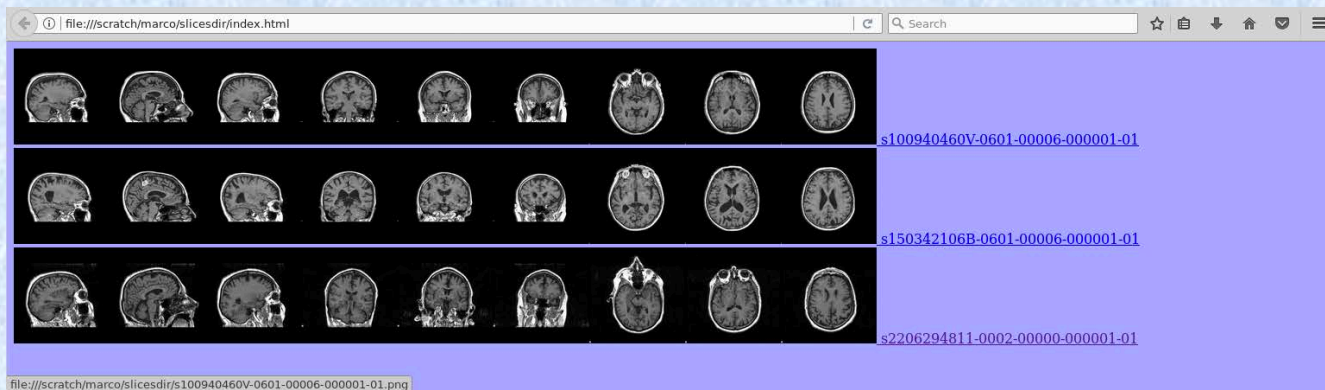 file:///scratch/marco/slicesdir/index.html
Search
s100940460V-0601-00006-000001-01
s150342106B-0601-00006-000001-01
s2206294811-0002-00000-000001-01
file:///scratch/marco/slicesdir/s100940460V-0601-00006-000001-01.png